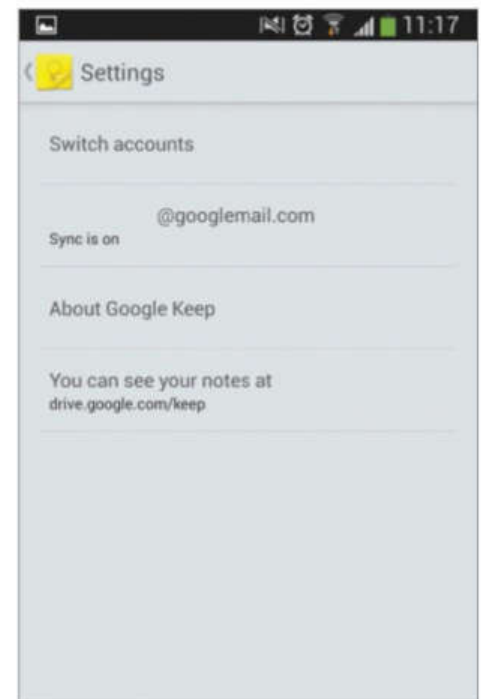 11:17
Settings
Switch accounts
@googlemail.com
Sync is on
About Google Keep
You can see your notes at
drive.google.com/keep